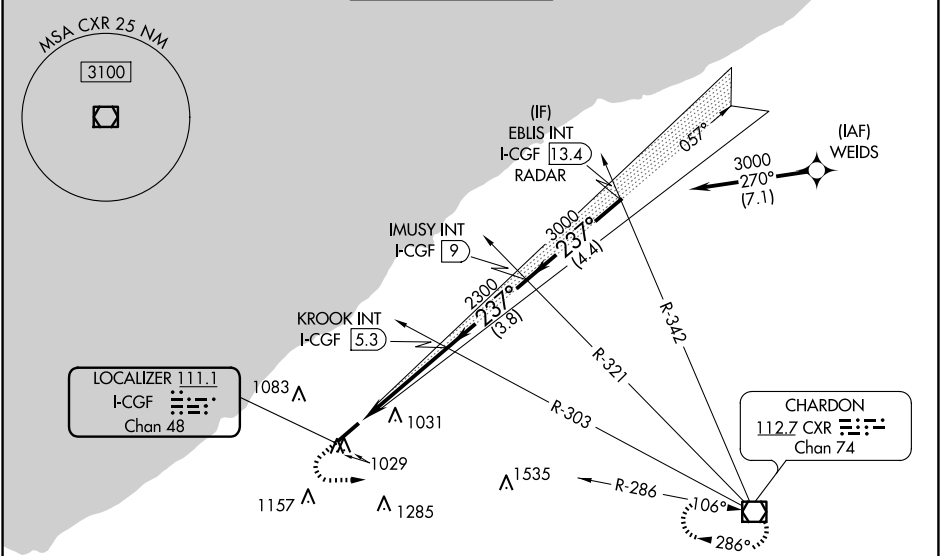 MSA CXR 25 NM
3100
(IF)
EBLIS INT
I-CGF 13.4
RADAR
057°
(IAF)
WEIDS
3000
270°
(7.1)
IMUSY INT
I-CGF 9
3000
237°
(4.4)
2300
237°
(3.8)
KROOK INT
I-CGF 5.3
R-342
R-321
R-303
LOCALIZER 111.1
I-CGF
Chan 48
1083
1031
1029
1157
1285
1535
R-286
106°
286°
CHARDON
112.7 CXR
Chan 74